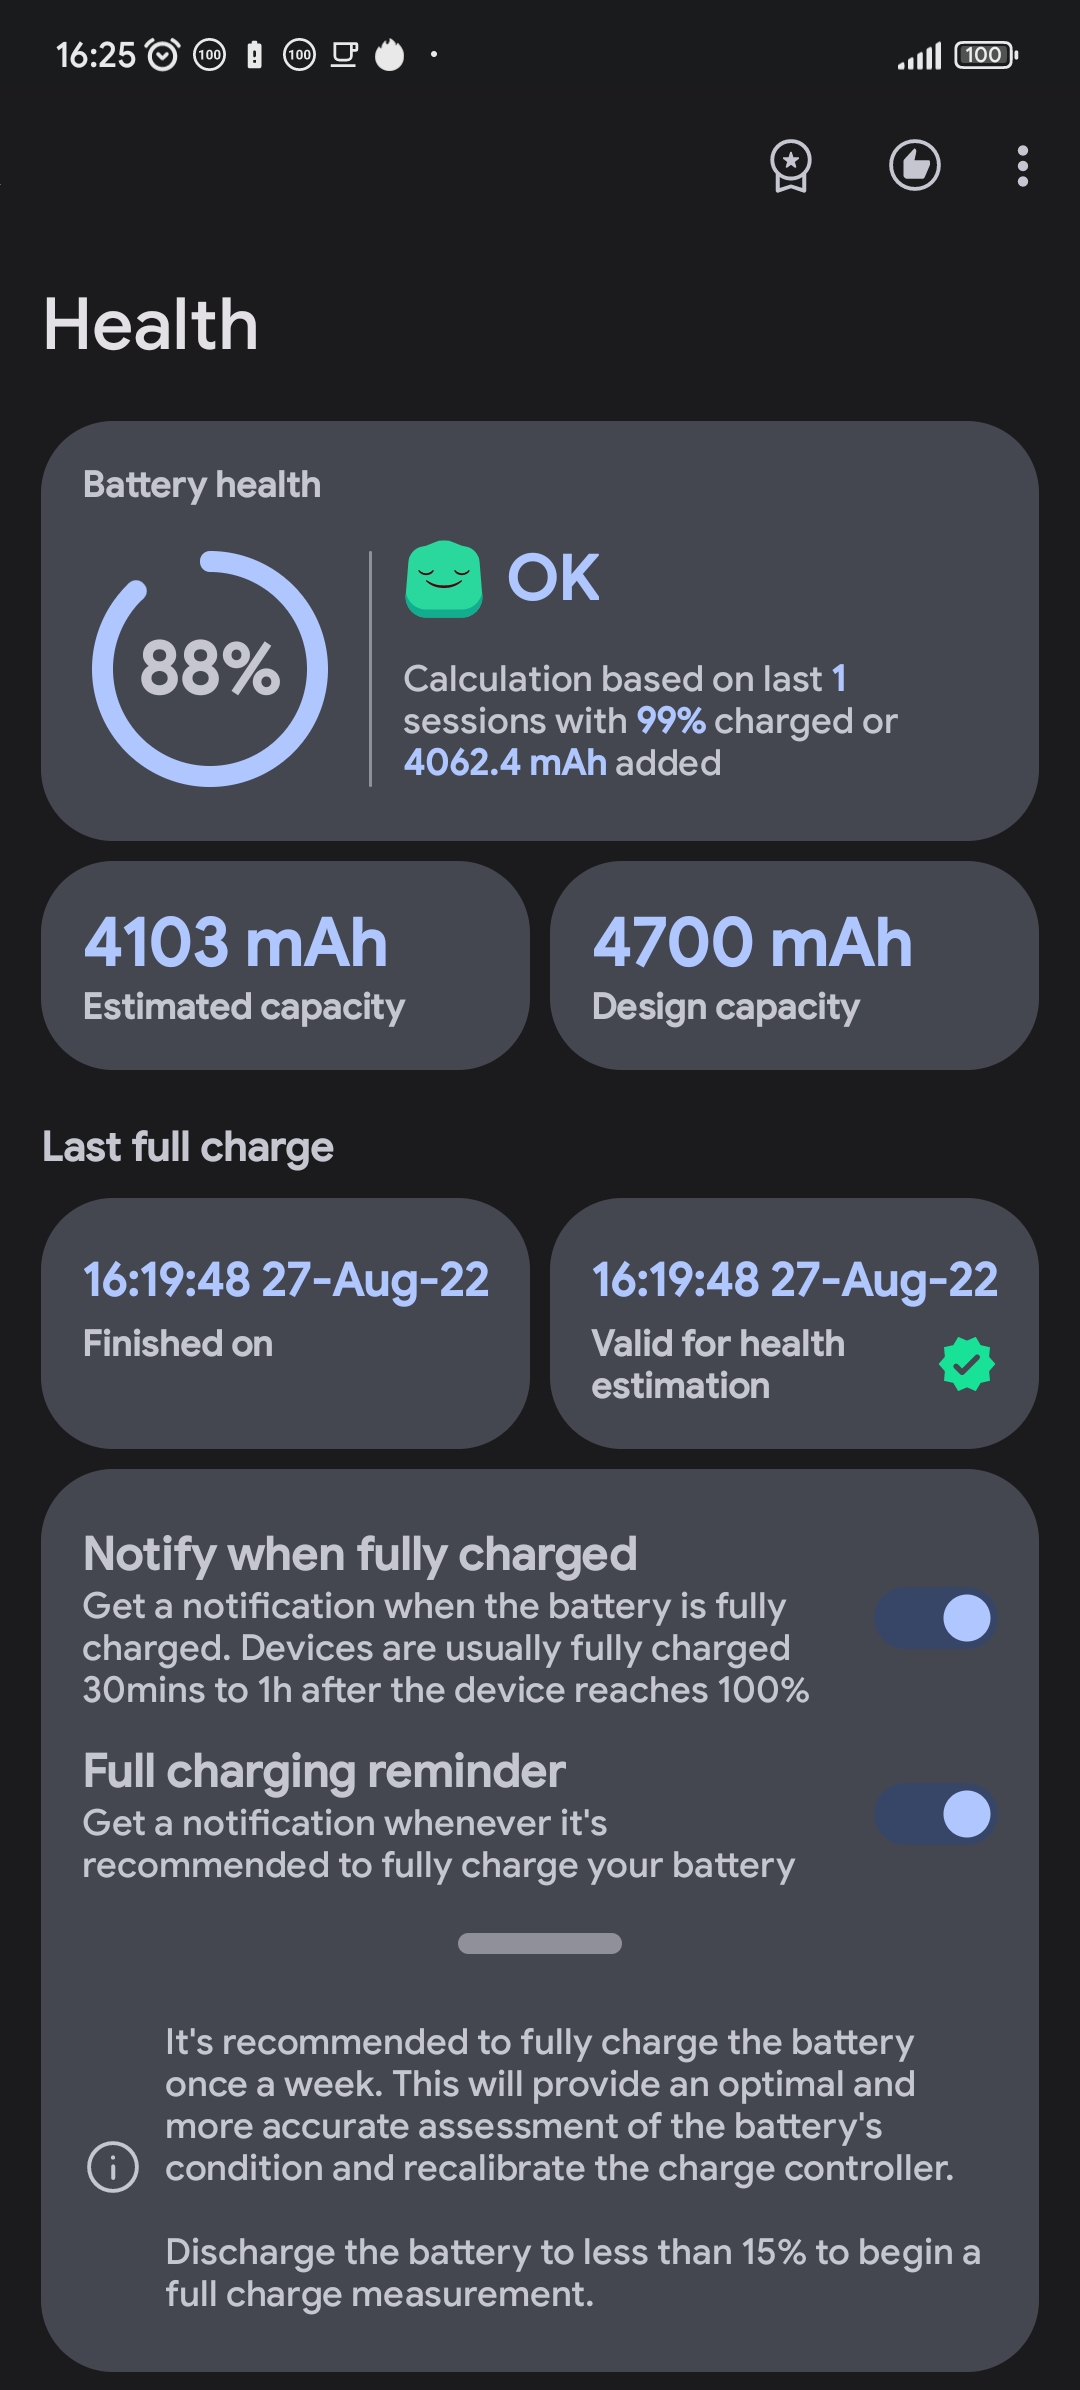 16:25 100 100 100
Health
Battery health
88%
OK
Calculation based on last 1
sessions with 99% charged or
4062.4 mAh added
4103 mAh
Estimated capacity
4700 mAh
Design capacity
Last full charge
16:19:48 27-Aug-22
Finished on
16:19:48 27-Aug-22
Valid for health
estimation
Notify when fully charged
Get a notification when the battery is fully
charged. Devices are usually fully charged
30mins to 1h after the device reaches 100%
Full charging reminder
Get a notification whenever it's
recommended to fully charge your battery
It's recommended to fully charge the battery
once a week. This will provide an optimal and
more accurate assessment of the battery's
condition and recalibrate the charge controller.
Discharge the battery to less than 15% to begin a
full charge measurement.